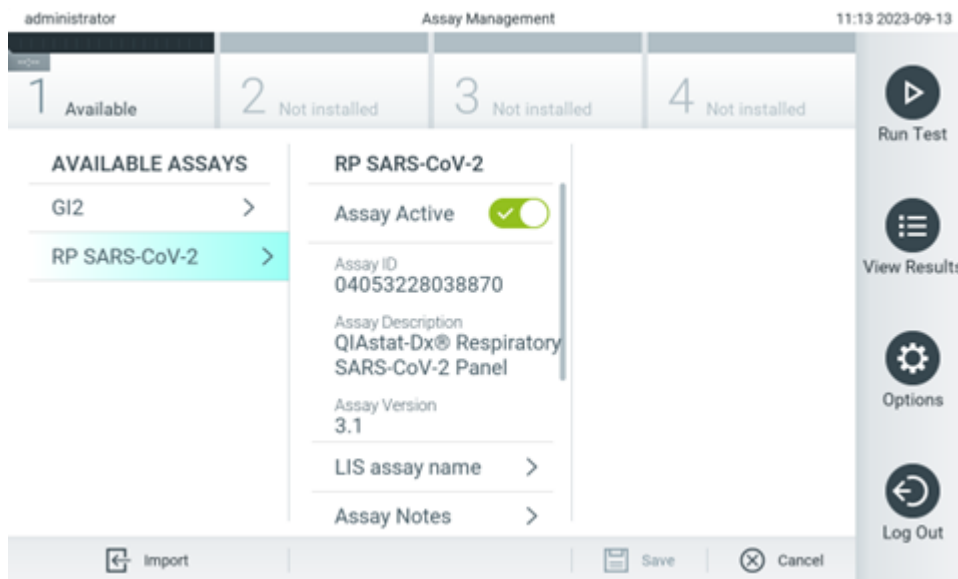 administrator
Assay Management
11:13 2023-09-13
1 Available
2 Not installed
3 Not installed
4 Not installed
Run Test
View Results
Options
Log Out
AVAILABLE ASSAYS
GI2
RP SARS-CoV-2
RP SARS-CoV-2
Assay Active
Assay ID
04053228038870
Assay Description
QIAstat-Dx® Respiratory
SARS-CoV-2 Panel
Assay Version
3.1
LIS assay name
Assay Notes
Import
Save
Cancel